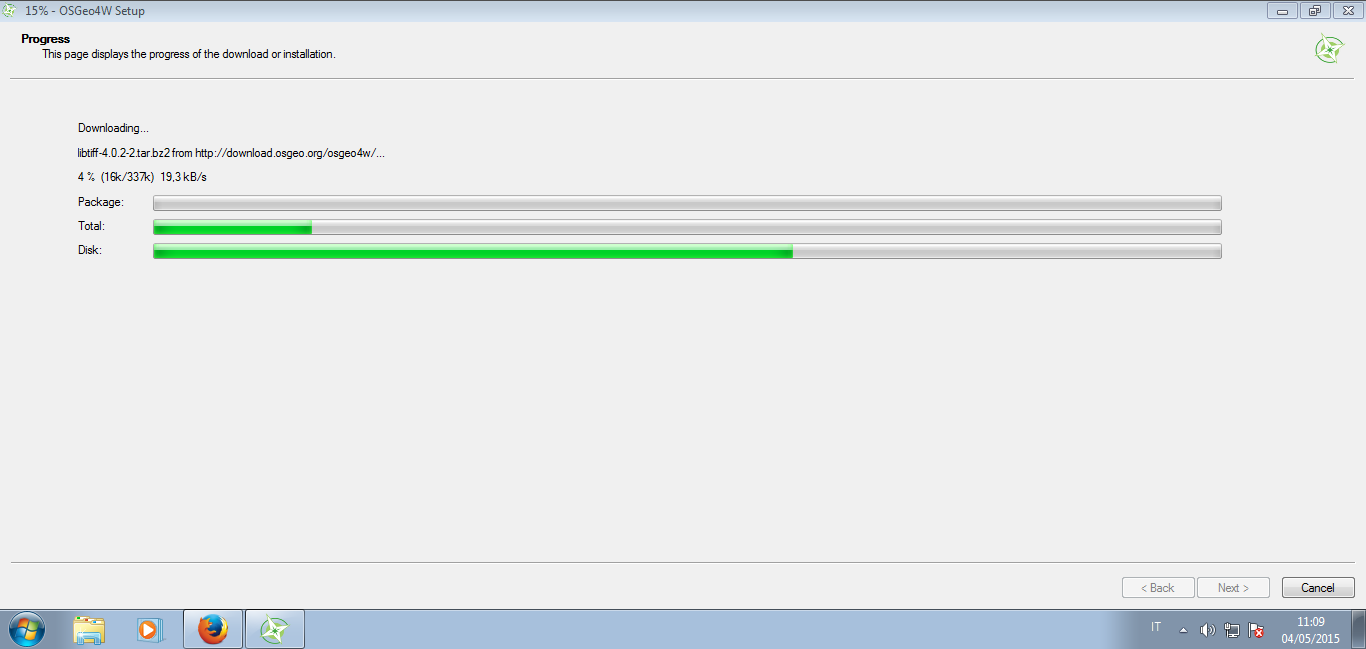 15% - OSGeo4W Setup
Progress
This page displays the progress of the download or installation.
Downloading...
libtiff-4.0.2-2.tar.bz2 from http://download.osgeo.org/osgeo4w/...
4 % (16k/337k) 19,3 kB/s
Package:
Total:
Disk:
< Back Next > Cancel
IT 11:09
04/05/2015